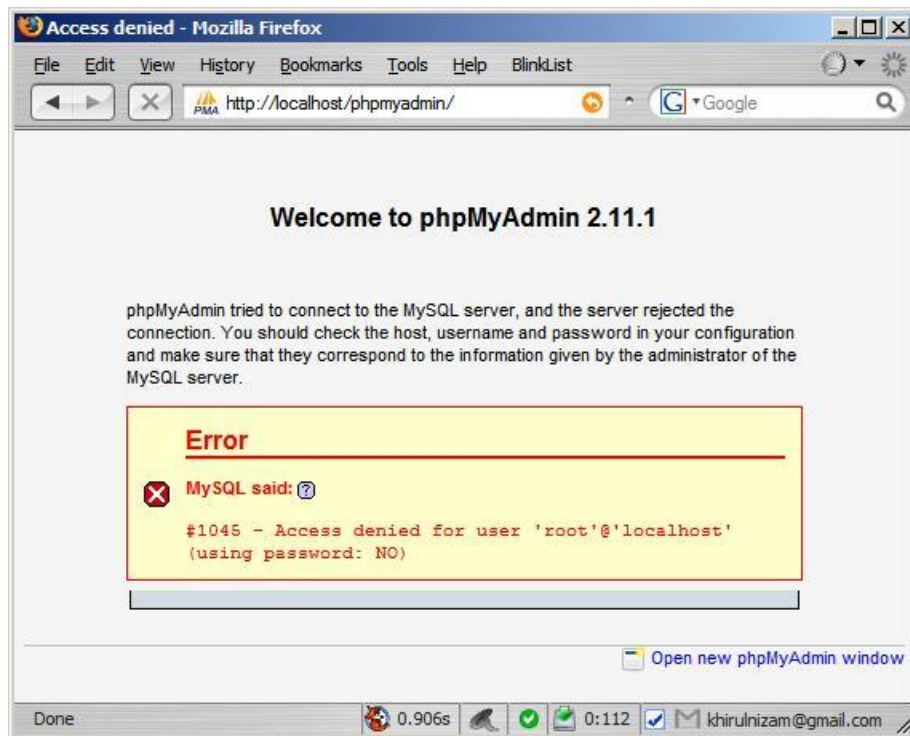 Access denied - Mozilla Firefox
File Edit View History Bookmarks Tools Help BlinkList
PMA http://localhost/phpmyadmin/ G Google
Welcome to phpMyAdmin 2.11.1
phpMyAdmin tried to connect to the MySQL server, and the server rejected the
connection. You should check the host, username and password in your configuration
and make sure that they correspond to the information given by the administrator of the
MySQL server.
Error
MySQL said: ?
#1045 - Access denied for user 'root'@'localhost'
(using password: NO)
Open new phpMyAdmin window
Done 0.906s 0:112 khirulnizam@gmail.com